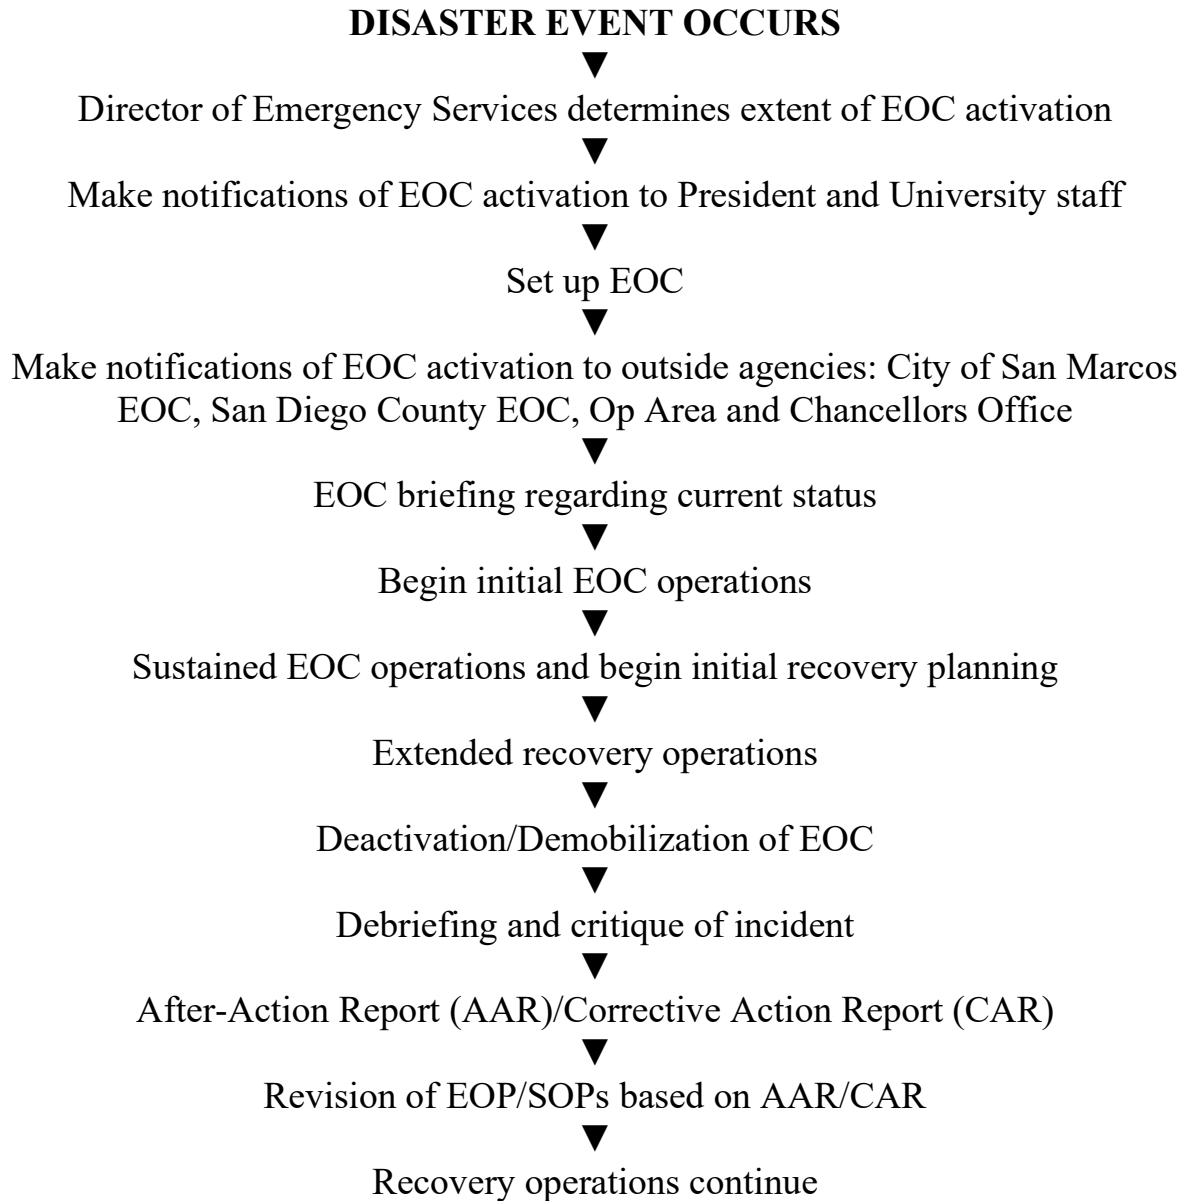 DISASTER EVENT OCCURS
Director of Emergency Services determines extent of EOC activation
Make notifications of EOC activation to President and University staff
Set up EOC
Make notifications of EOC activation to outside agencies: City of San Marcos
EOC, San Diego County EOC, Op Area and Chancellors Office
EOC briefing regarding current status
Begin initial EOC operations
Sustained EOC operations and begin initial recovery planning
Extended recovery operations
Deactivation/Demobilization of EOC
Debriefing and critique of incident
After-Action Report (AAR)/Corrective Action Report (CAR)
Revision of EOP/SOPs based on AAR/CAR
Recovery operations continue